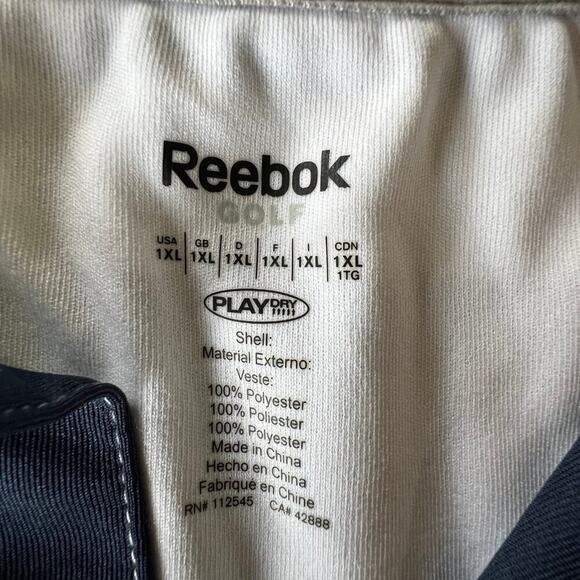 Reebok
GOLF
USA GB D F I CDN
1XL 1XL 1XL 1XL 1XL 1XL
1TG
PLAYDRY
Shell:
Material Externo:
Veste:
100% Polyester
100% Poliester
100% Polyester
Made in China
Hecho en China
Fabriqué en Chine
RN# 112545 CA# 42888